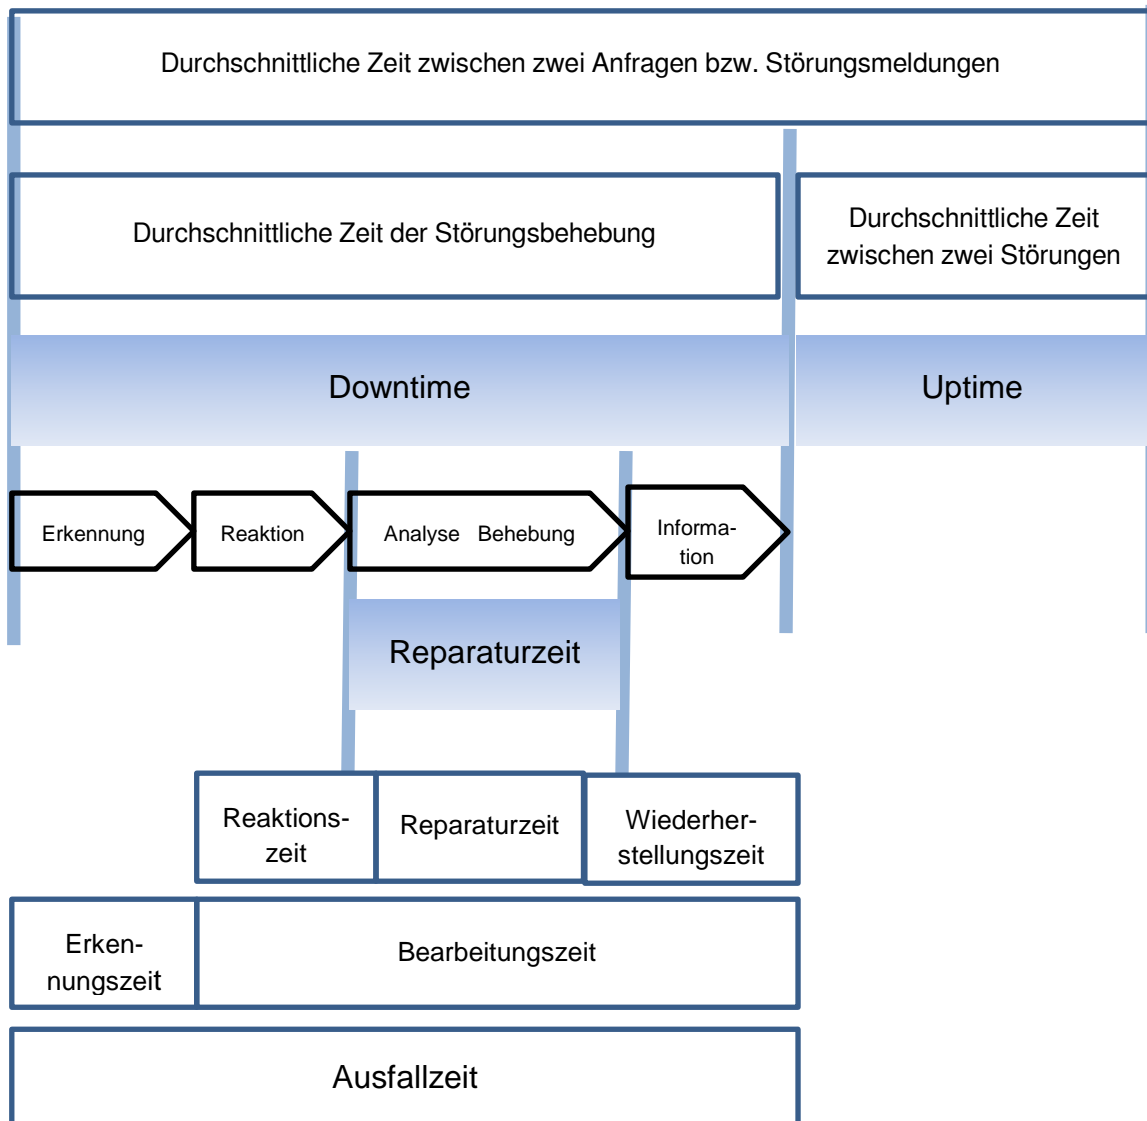 Durchschnittliche Zeit zwischen zwei Anfragen bzw. Störungsmeldungen
Durchschnittliche Zeit der Störungsbehebung
Durchschnittliche Zeit
zwischen zwei Störungen
Downtime
Uptime
Erkennung
Reaktion
Analyse Behebung
Informa-
tion
Reparaturzeit
Reaktions-
zeit
Reparaturzeit
Wiederher-
stellungszeit
Erken-
nungszeit
Bearbeitungszeit
Ausfallzeit